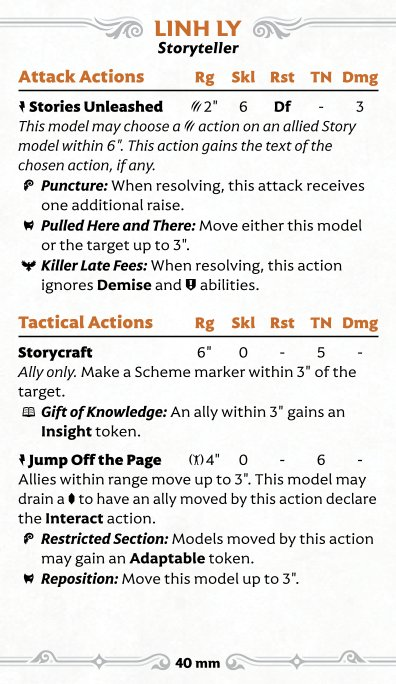 LINH LY
Storyteller
Attack Actions Rg Skl Rst TN Dmg
Stories Unleashed 2" 6 Df - 3
This model may choose a action on an allied Story
model within 6". This action gains the text of the
chosen action, if any.
Puncture: When resolving, this attack receives
one additional raise.
Pulled Here and There: Move either this model
or the target up to 3".
Killer Late Fees: When resolving, this action
ignores Demise and abilities.
Tactical Actions Rg Skl Rst TN Dmg
Storycraft 6" 0 - 5 -
Ally only. Make a Scheme marker within 3" of the
target.
Gift of Knowledge: An ally within 3" gains an
Insight token.
Jump Off the Page 4" 0 - 6 -
Allies within range move up to 3". This model may
drain a to have an ally moved by this action declare
the Interact action.
Restricted Section: Models moved by this action
may gain an Adaptable token.
Reposition: Move this model up to 3".
40 mm